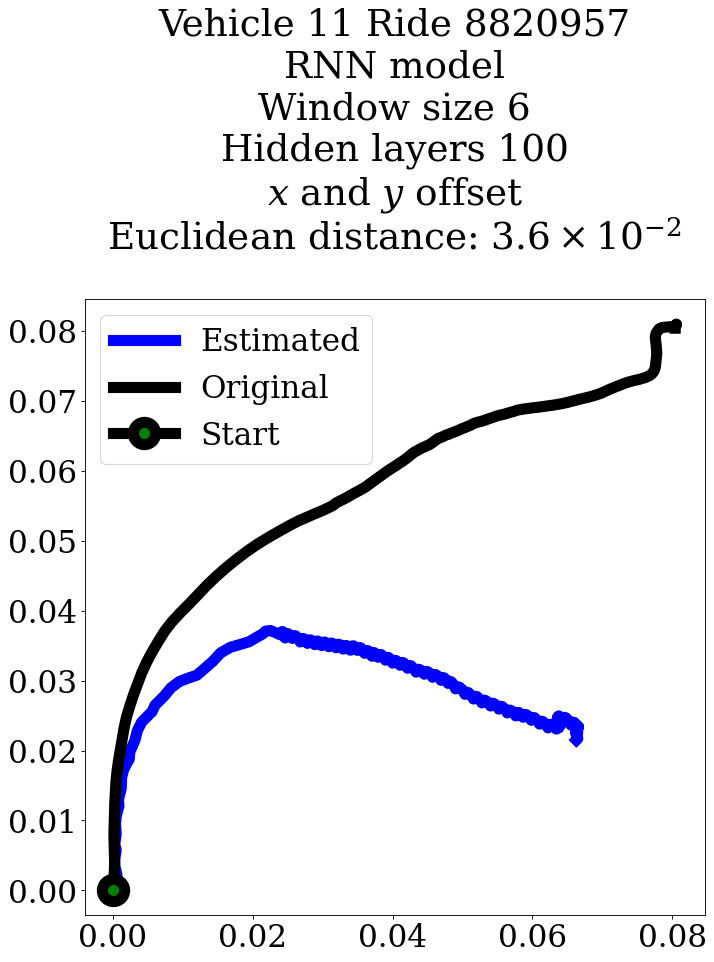 Vehicle 11 Ride 8820957
RNN model
Window size 6
Hidden layers 100
x and y offset
Euclidean distance: 3.6 × 10⁻²
Estimated
Original
Start
0.08
0.07
0.06
0.05
0.04
0.03
0.02
0.01
0.00
0.00 0.02 0.04 0.06 0.08